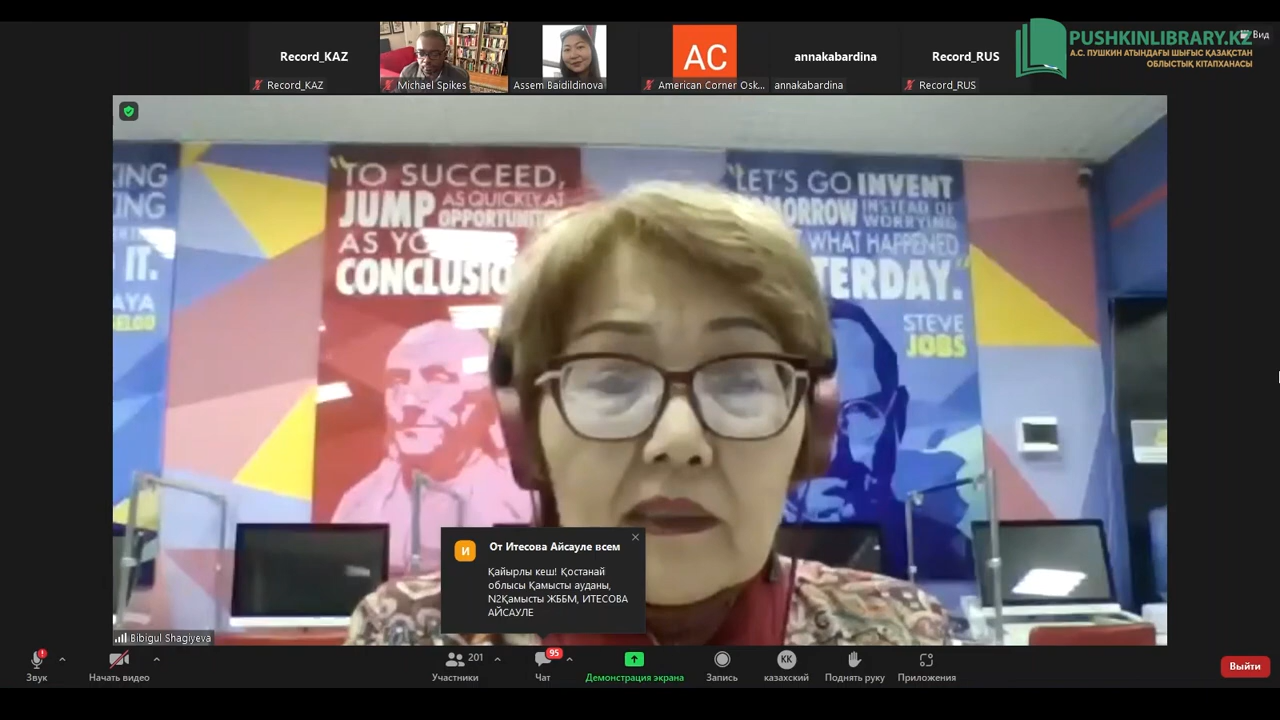 Record_KAZ
annakabardina
Record_RUS
AC
Record_KAZ
Michael Spikes
Assem Baidildinova
American Corner Osk...
annakabardina
Record_RUS
PUSHKINLIBRARY.KZ
А.С. ПУШКИН АТЫНДАҒЫ ШЫҒЫС ҚАЗАҚСТАН
ОБЛЫСТЫҚ КІТАПХАНАСЫ
Вид
KING
KING
IT.
AYA
ELOU
"TO SUCCEED,
JUMP AS QUICKLY AT
OPPORTUNIT
AS YO
CONCLUSIO
"LET'S GO INVENT
TOMORROW INSTEAD OF
WORRYING
WHAT HAPPENED
TERDAY."
STEVE
JOBS
И
От Итесова Айсауле всем
Қайырлы кеш! Қостанай
облысы Қамысты ауданы,
N2Қамысты ЖББМ, ИТЕСОВА
АЙСАУЛЕ
Bibigul Shagiyeva
Звук
Начать видео
201
Участники
95
Чат
Демонстрация экрана
Запись
КК
казахский
Поднять руку
Приложения
Выйти